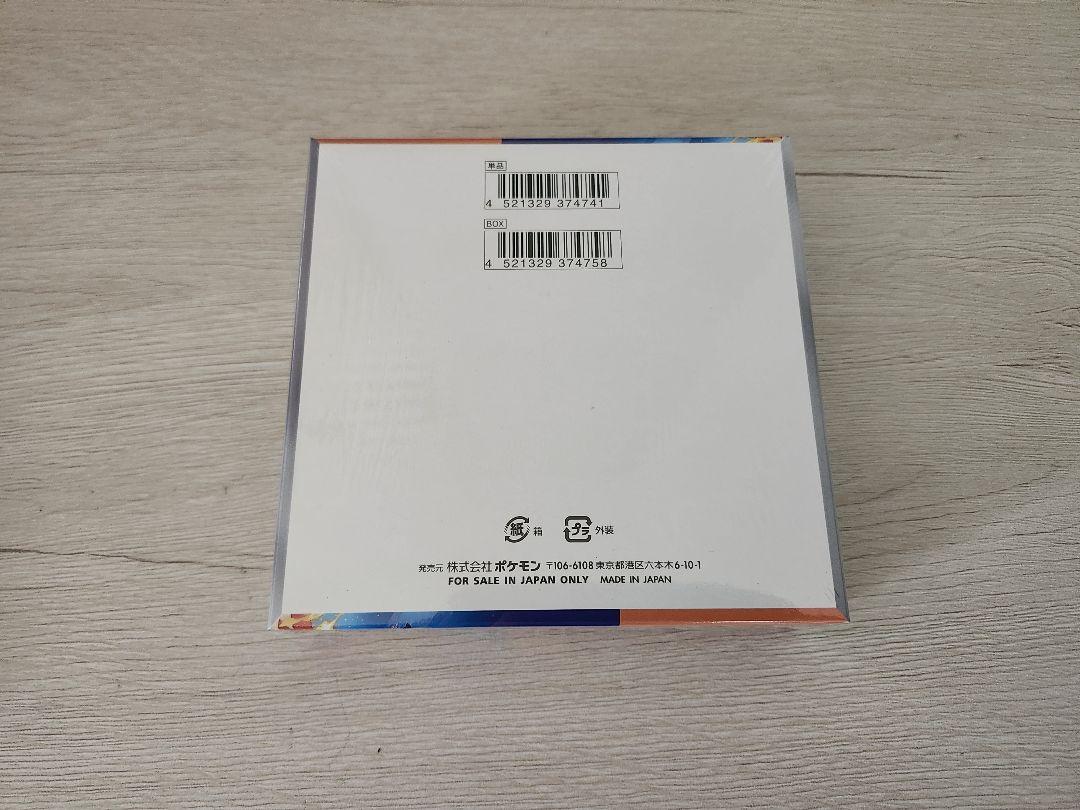 単品
4 521329 374741
BOX
4 521329 374758
紙 箱 プラ 外装
発売元 株式会社ポケモン 〒106-6108 東京都港区六本木6-10-1
FOR SALE IN JAPAN ONLY MADE IN JAPAN